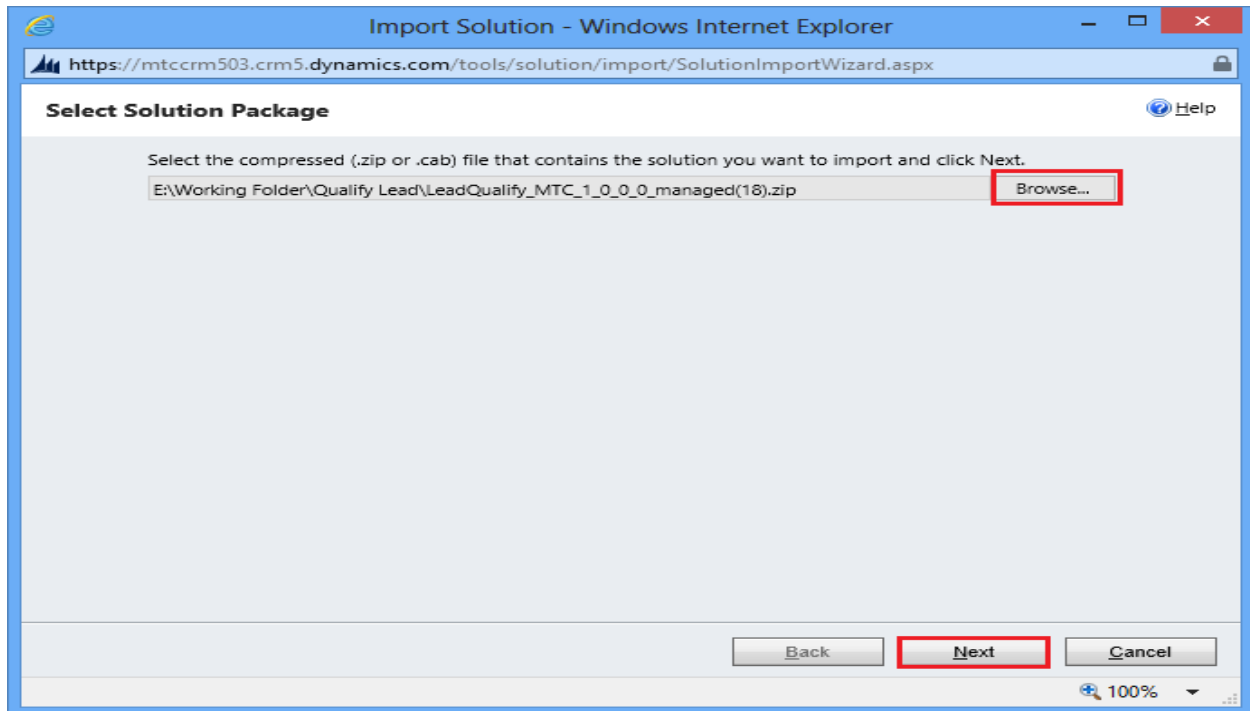 Import Solution - Windows Internet Explorer
https://mtccrm503.crm5.dynamics.com/tools/solution/import/SolutionImportWizard.aspx
Select Solution Package
Help
Select the compressed (.zip or .cab) file that contains the solution you want to import and click Next.
E:\Working Folder\Qualify Lead\LeadQualify_MTC_1_0_0_0_managed(18).zip
Browse...
Back
Next
Cancel
100%